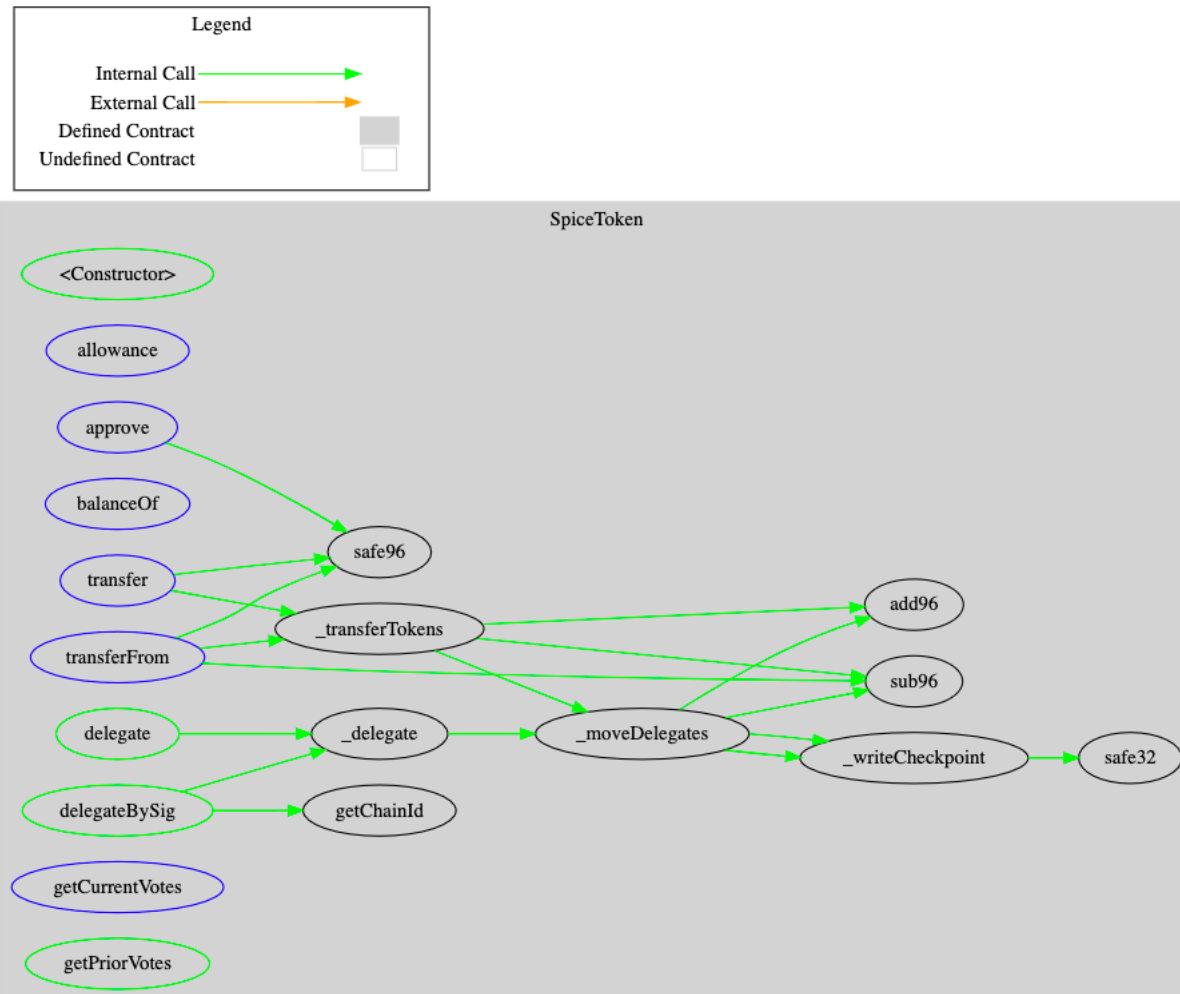 Legend
Internal Call
External Call
Defined Contract
Undefined Contract
SpiceToken
<Constructor>
allowance
approve
balanceOf
safe96
transfer
add96
_transferTokens
transferFrom
sub96
delegate
_delegate
_moveDelegates
_writeCheckpoint
safe32
delegateBySig
getChainId
getCurrentVotes
getPriorVotes